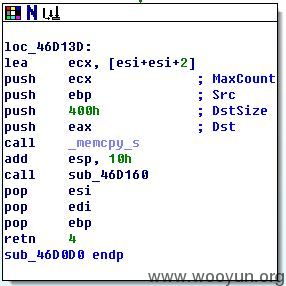 loc_46D13D:
lea ecx, [esi+esi+2]
push ecx ; MaxCount
push ebp ; Src
push 400h ; DstSize
push eax ; Dst
call _memcpy_s
add esp, 10h
call sub_46D160
pop esi
pop edi
pop ebp
retn 4
sub_46D0D0 endp
www.wooyun.org